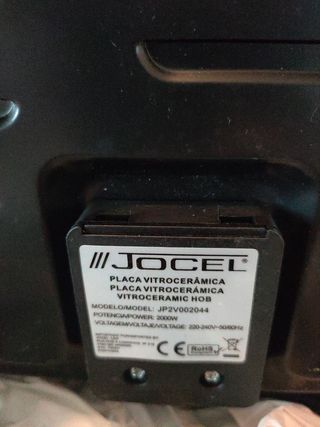 JOCEL
PLACA VITROCERÂMICA
PLACA VITROCERÁMICA
VITROCERAMIC HOB
MODELO/MODEL: JP2V002044
POTENCIA/POWER: 2000W
VOLTAGEM/VOLTAJE/VOLTAGE: 220-240V~50/60Hz
CE RoHS